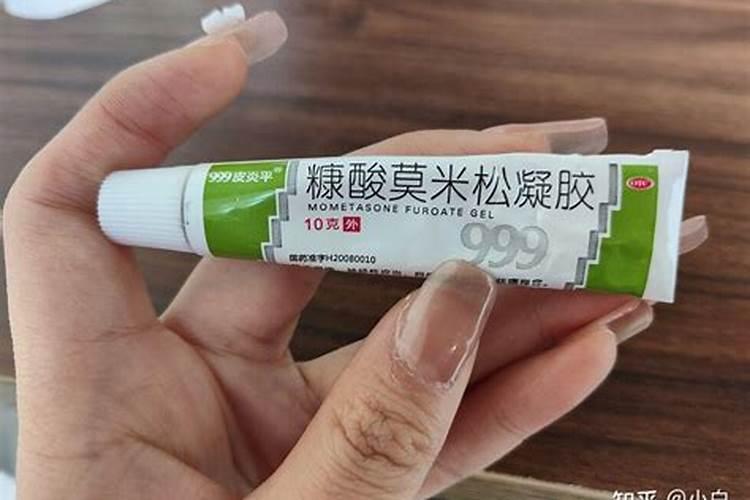 999皮炎平®
糠酸莫米松凝胶
MOMETASONE FUROATE GEL
10克 外
999
国药准字H20080010
OTC
知乎 @小白